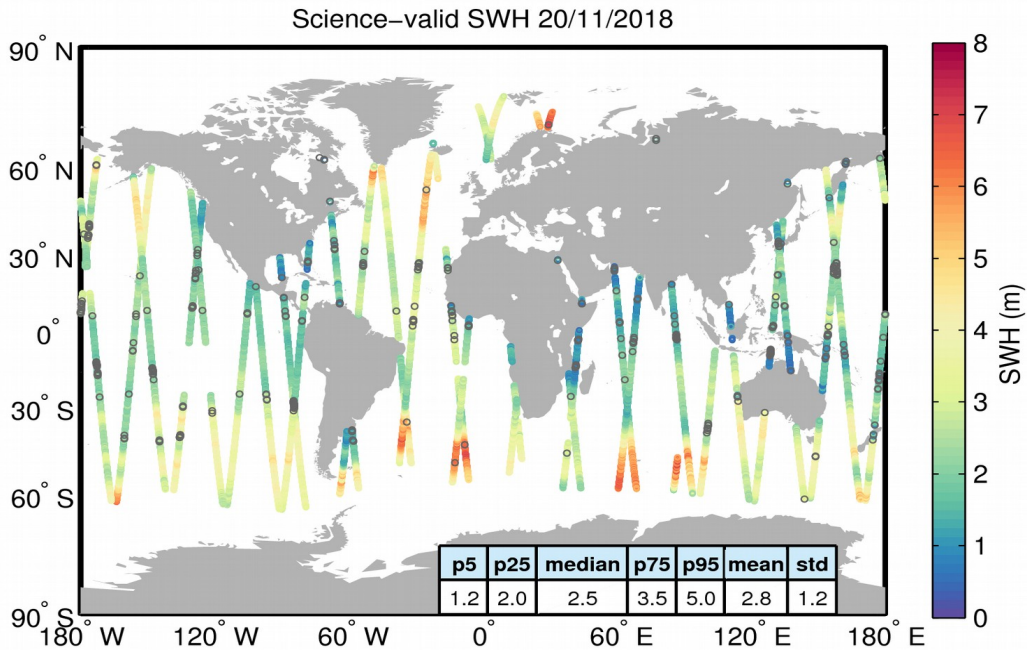 Science−valid SWH 20/11/2018
90° N
60° N
30° N
0°
30° S
60° S
90° S
180° W
120° W
60° W
0°
60° E
120° E
180° E
p5 p25 median p75 p95 mean std
1.2 2.0 2.5 3.5 5.0 2.8 1.2
8
7
6
5
4
3
2
1
0
SWH (m)